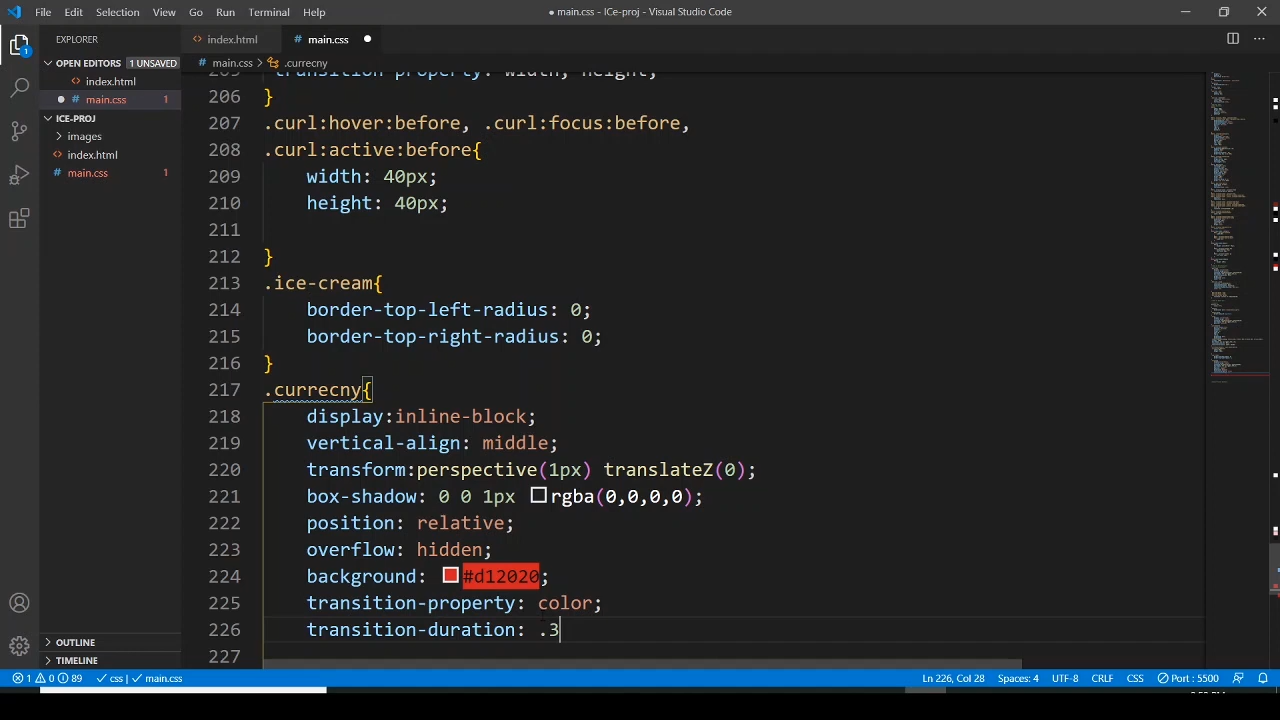 File Edit Selection View Go Run Terminal Help ● main.css - ICe-proj - Visual Studio Code
EXPLORER <> index.html # main.css ●
OPEN EDITORS 1 UNSAVED
main.css > .currecny
<> index.html
● # main.css 1
ICE-PROJ
> images
<> index.html
# main.css 1
transition-property: width, height;
206 }
207 .curl:hover:before, .curl:focus:before,
208 .curl:active:before{
209 width: 40px;
210 height: 40px;
211
212 }
213 .ice-cream{
214 border-top-left-radius: 0;
215 border-top-right-radius: 0;
216 }
217 .currecny{
218 display:inline-block;
219 vertical-align: middle;
220 transform:perspective(1px) translateZ(0);
221 box-shadow: 0 0 1px rgba(0,0,0,0);
222 position: relative;
223 overflow: hidden;
224 background: #d12020;
225 transition-property: color;
226 transition-duration: .3
227
OUTLINE
TIMELINE
1 0 89 css | main.css Ln 226, Col 28 Spaces: 4 UTF-8 CRLF CSS Port : 5500